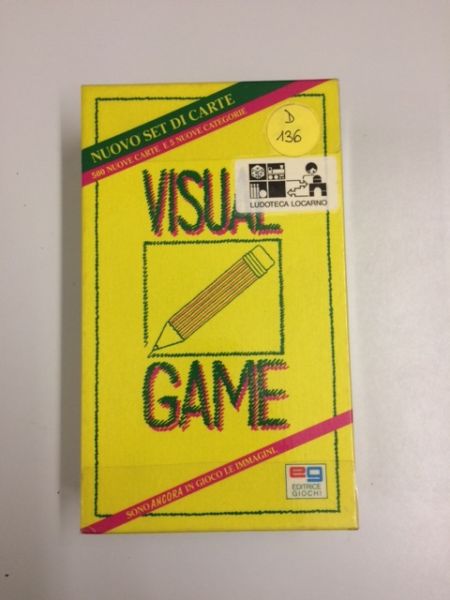 NUOVO SET DI CARTE
500 NUOVE CARTE E 5 NUOVE CATEGORIE
D
136
LUDOTECA LOCARNO
VISUAL
GAME
SONO ANCORA IN GIOCO LE IMMAGINI.
eg
EDITRICE
GIOCHI